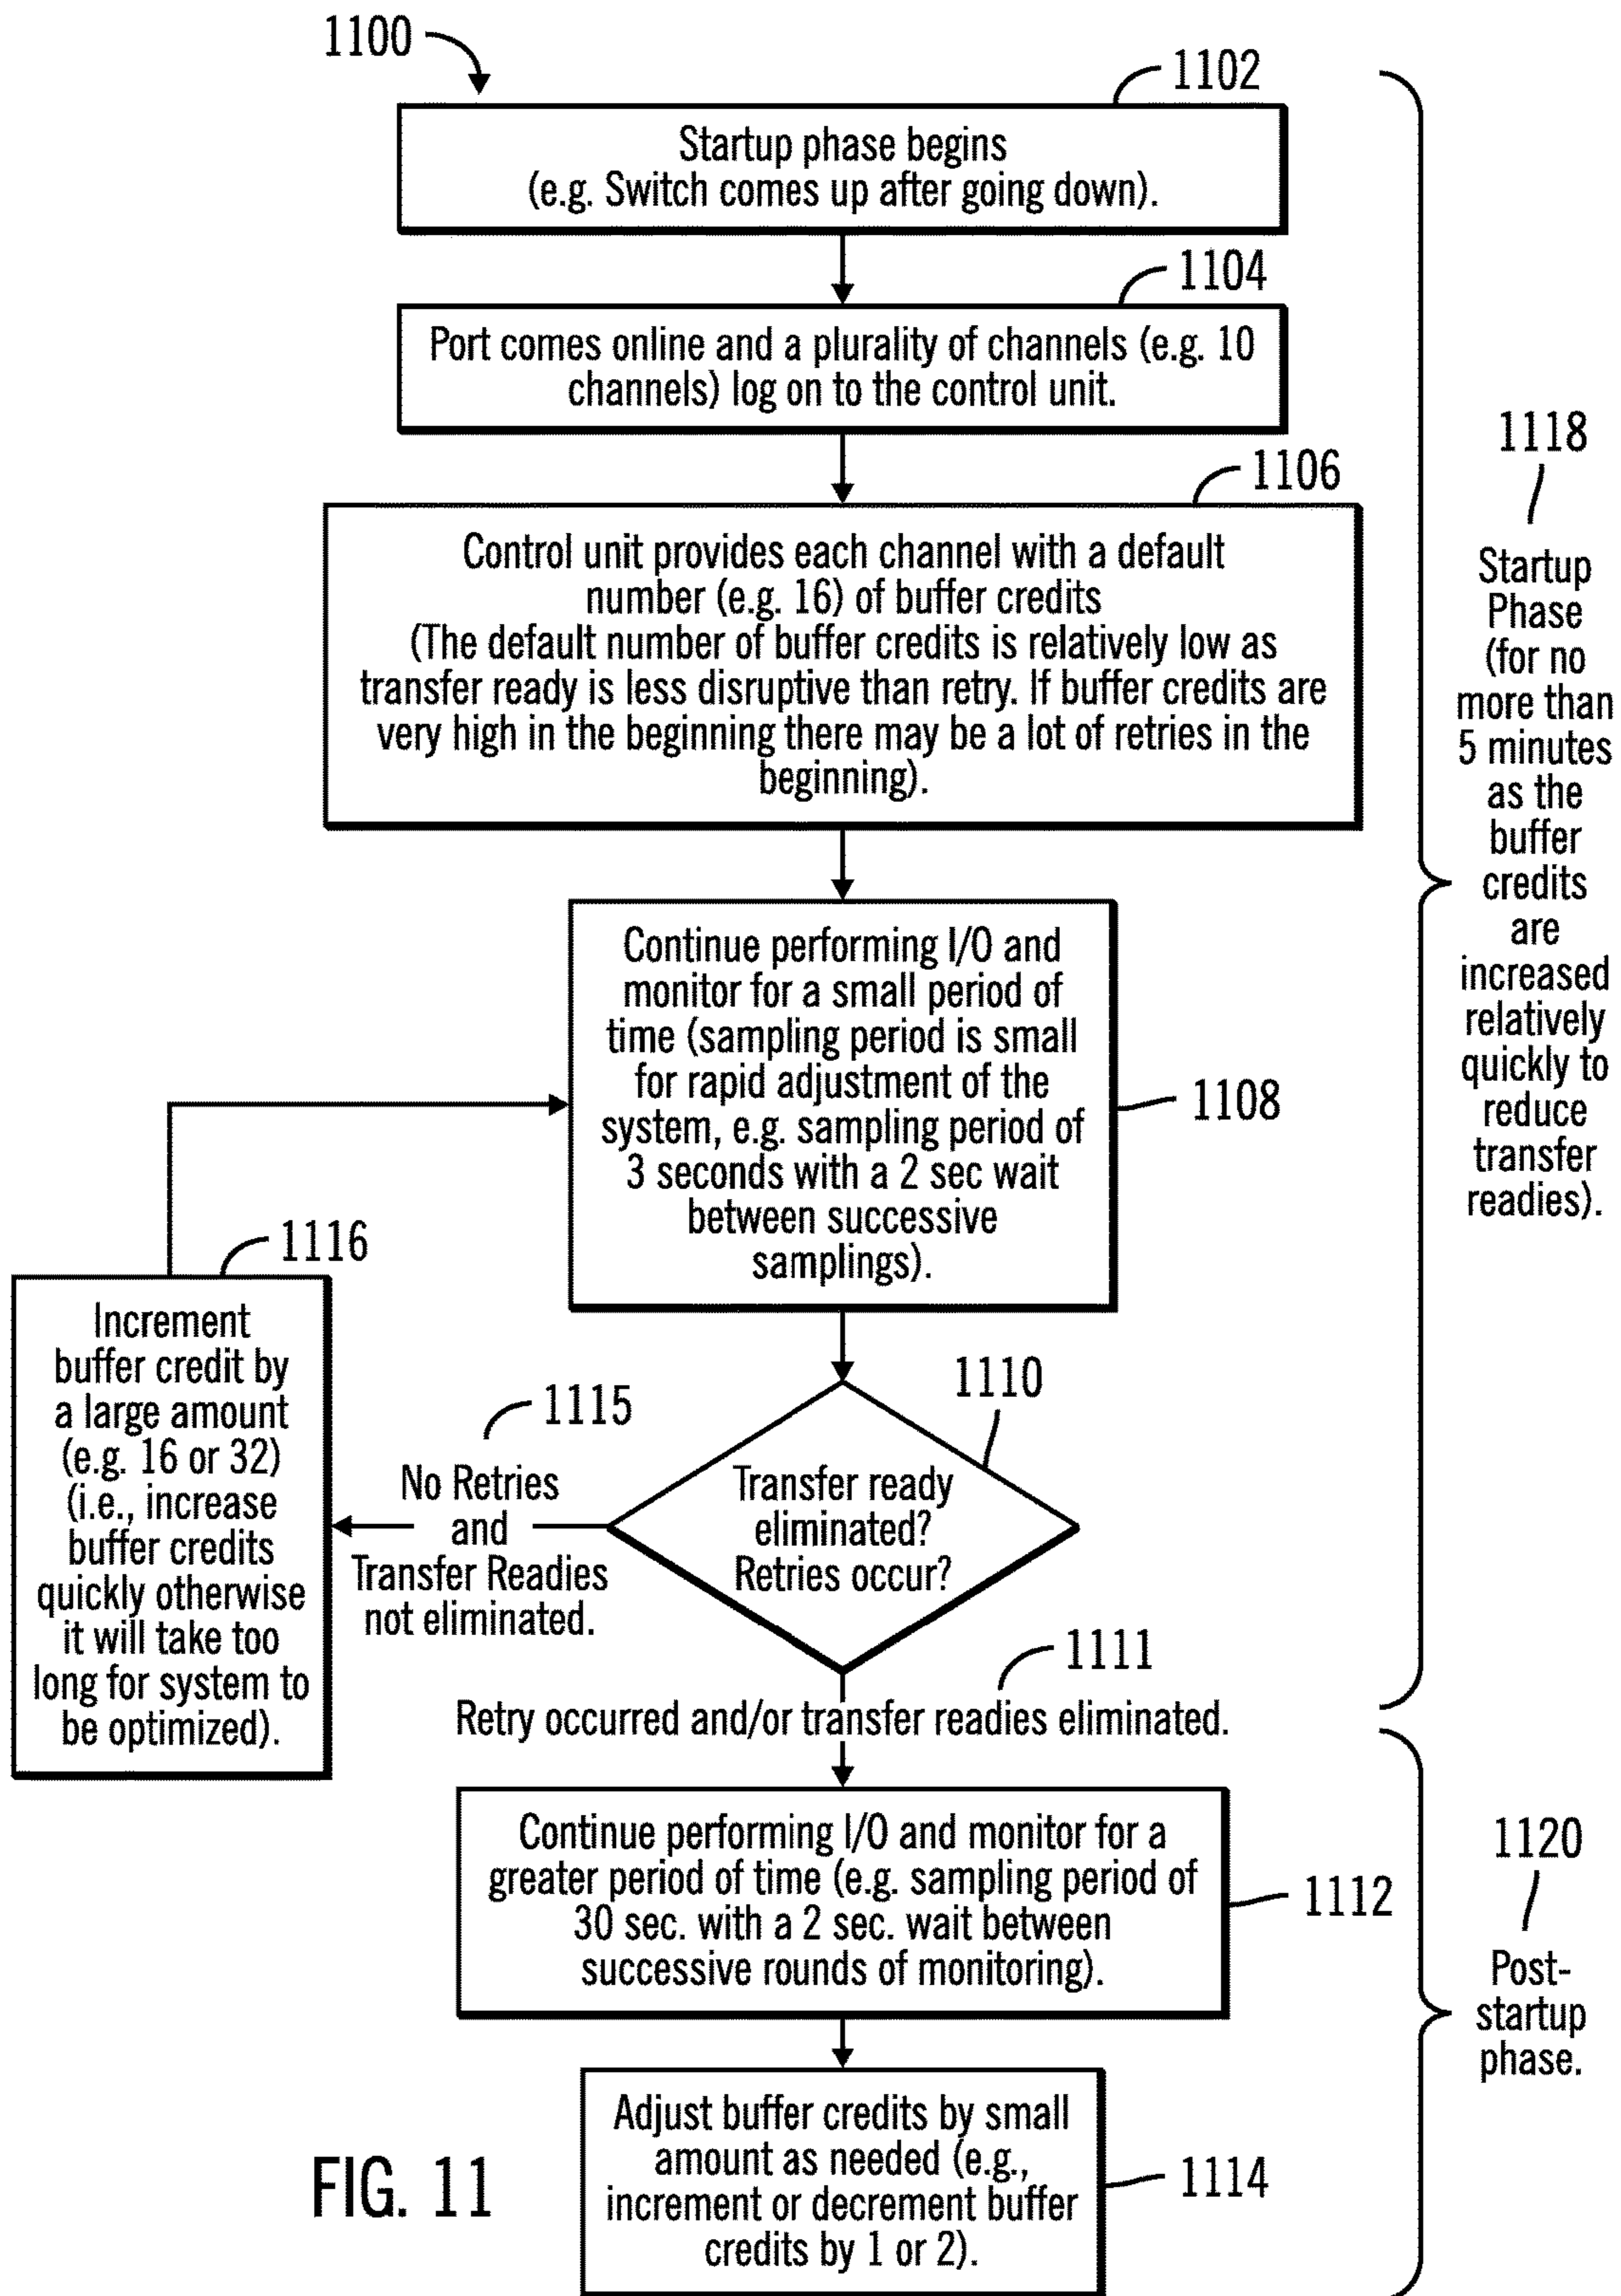 1100
1102
Startup phase begins
(e.g. Switch comes up after going down).
1104
Port comes online and a plurality of channels (e.g. 10
channels) log on to the control unit.
1106
Control unit provides each channel with a default
number (e.g. 16) of buffer credits
(The default number of buffer credits is relatively low as
transfer ready is less disruptive than retry. If buffer credits are
very high in the beginning there may be a lot of retries in the
beginning).
1118
Startup
Phase
(for no
more than
5 minutes
as the
buffer
credits
are
increased
relatively
quickly to
reduce
transfer
readies).
Continue performing I/O and
monitor for a small period of
time (sampling period is small
for rapid adjustment of the
system, e.g. sampling period of
3 seconds with a 2 sec wait
between successive
samplings).
1108
1116
Increment
buffer credit by
a large amount
(e.g. 16 or 32)
(i.e., increase
buffer credits
quickly otherwise
it will take too
long for system to
be optimized).
1115
No Retries
and
Transfer Readies
not eliminated.
1110
Transfer ready
eliminated?
Retries occur?
1111
Retry occurred and/or transfer readies eliminated.
Continue performing I/O and monitor for a
greater period of time (e.g. sampling period of
30 sec. with a 2 sec. wait between
successive rounds of monitoring).
1112
1120
Post-
startup
phase.
Adjust buffer credits by small
amount as needed (e.g.,
increment or decrement buffer
credits by 1 or 2).
1114
FIG. 11